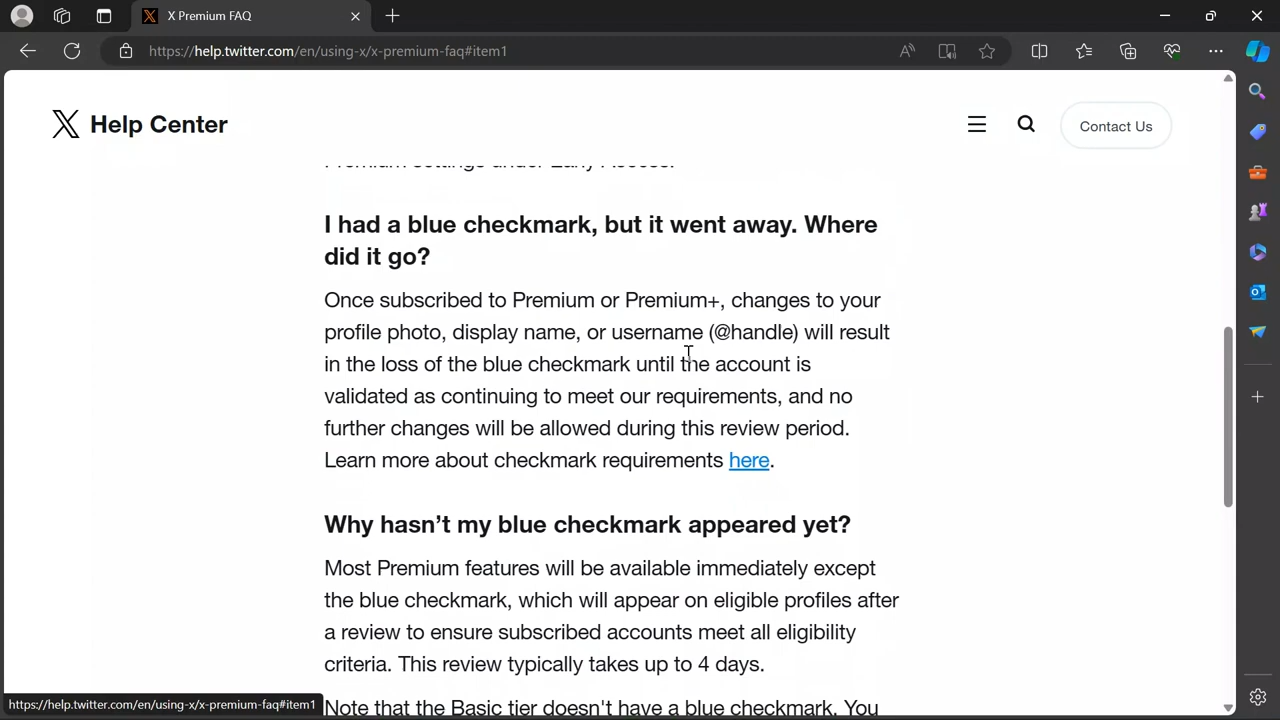 X Premium FAQ
https://help.twitter.com/en/using-x/x-premium-faq#item1
X Help Center
Contact Us
Premium settings under Early Access.
I had a blue checkmark, but it went away. Where
did it go?
Once subscribed to Premium or Premium+, changes to your
profile photo, display name, or username (@handle) will result
in the loss of the blue checkmark until the account is
validated as continuing to meet our requirements, and no
further changes will be allowed during this review period.
Learn more about checkmark requirements here.
Why hasn’t my blue checkmark appeared yet?
Most Premium features will be available immediately except
the blue checkmark, which will appear on eligible profiles after
a review to ensure subscribed accounts meet all eligibility
criteria. This review typically takes up to 4 days.
https://help.twitter.com/en/using-x/x-premium-faq#item1
Note that the Basic tier doesn't have a blue checkmark. You